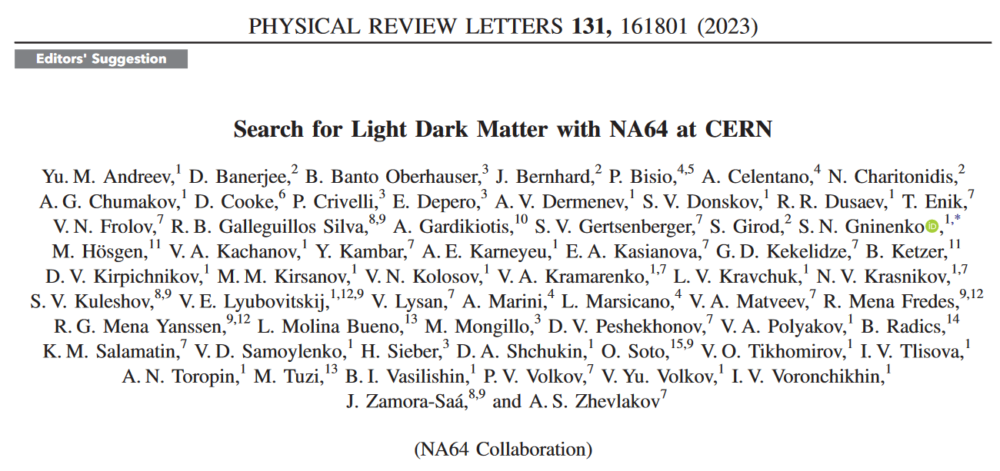 PHYSICAL REVIEW LETTERS 131, 161801 (2023)
Editors' Suggestion
Search for Light Dark Matter with NA64 at CERN
Yu. M. Andreev,1 D. Banerjee,2 B. Banto Oberhauser,3 J. Bernhard,2 P. Bisio,4,5 A. Celentano,4 N. Charitonidis,2
A. G. Chumakov,1 D. Cooke,6 P. Crivelli,3 E. Depero,3 A. V. Dermenev,1 S. V. Donskov,1 R. R. Dusaev,1 T. Enik,7
V. N. Frolov,7 R. B. Galleguillos Silva,8,9 A. Gardikiotis,10 S. V. Gertsenberger,7 S. Girod,2 S. N. Gninenko iD,1,*
M. Hösgen,11 V. A. Kachanov,1 Y. Kambar,7 A. E. Karneyeu,1 E. A. Kasianova,7 G. D. Kekelidze,7 B. Ketzer,11
D. V. Kirpichnikov,1 M. M. Kirsanov,1 V. N. Kolosov,1 V. A. Kramarenko,1,7 L. V. Kravchuk,1 N. V. Krasnikov,1,7
S. V. Kuleshov,8,9 V. E. Lyubovitskij,1,12,9 V. Lysan,7 A. Marini,4 L. Marsicano,4 V. A. Matveev,7 R. Mena Fredes,9,12
R. G. Mena Yanssen,9,12 L. Molina Bueno,13 M. Mongillo,3 D. V. Peshekhonov,7 V. A. Polyakov,1 B. Radics,14
K. M. Salamatin,7 V. D. Samoylenko,1 H. Sieber,3 D. A. Shchukin,1 O. Soto,15,9 V. O. Tikhomirov,1 I. V. Tlisova,1
A. N. Toropin,1 M. Tuzi,13 B. I. Vasilishin,1 P. V. Volkov,7 V. Yu. Volkov,1 I. V. Voronchikhin,1
J. Zamora-Saá,8,9 and A. S. Zhevlakov7
(NA64 Collaboration)